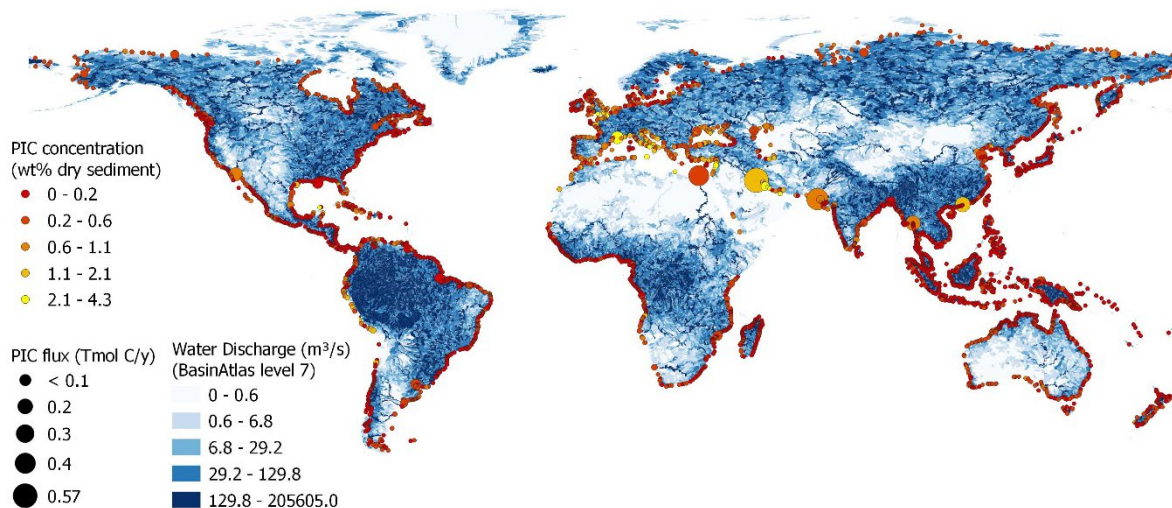 PIC concentration
(wt% dry sediment)
0 - 0.2
0.2 - 0.6
0.6 - 1.1
1.1 - 2.1
2.1 - 4.3
PIC flux (Tmol C/y)
< 0.1
0.2
0.3
0.4
0.57
Water Discharge (m³/s)
(BasinAtlas level 7)
0 - 0.6
0.6 - 6.8
6.8 - 29.2
29.2 - 129.8
129.8 - 205605.0